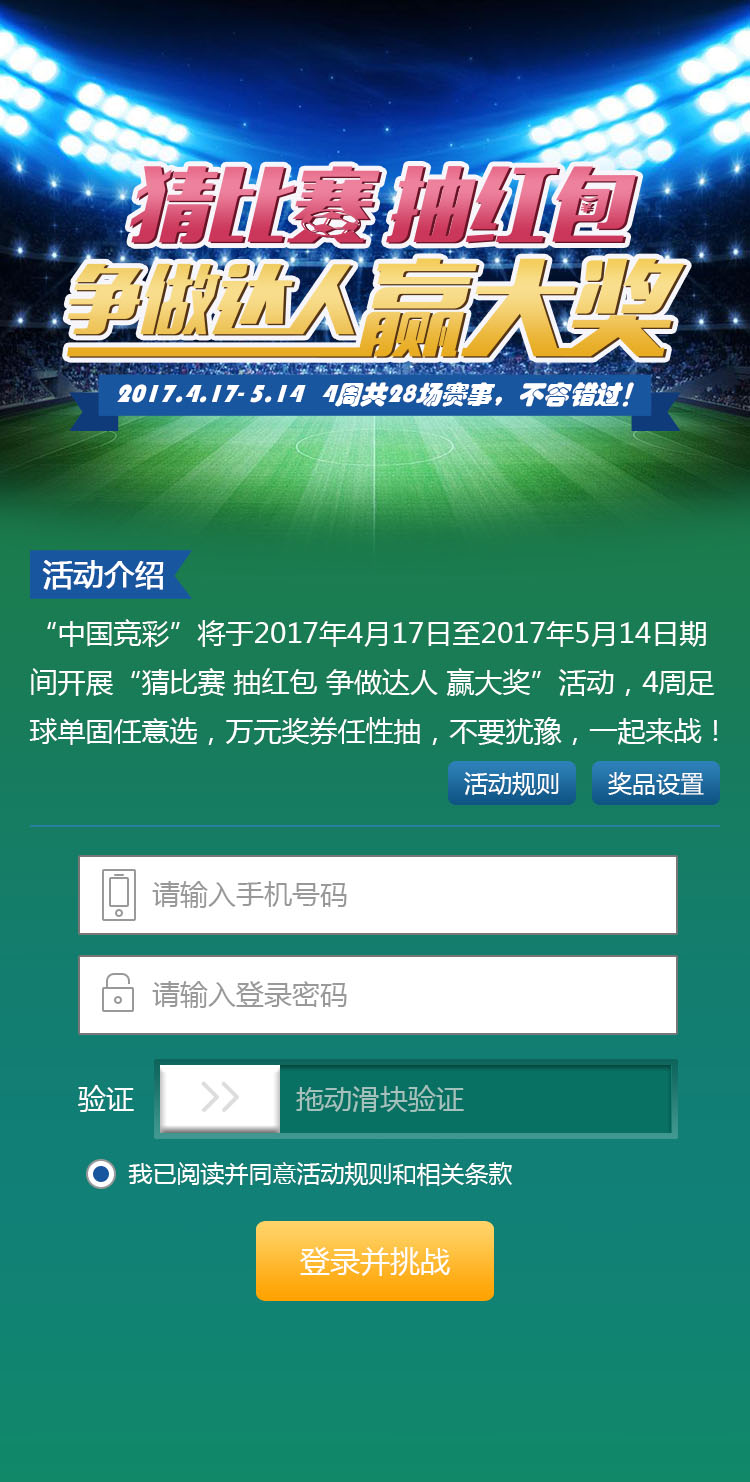 猜比赛 抽红包
争做达人赢大奖
2017.4.17-5.14 4周共28场赛事，不容错过！
活动介绍
“中国竞彩”将于2017年4月17日至2017年5月14日期
间开展“猜比赛 抽红包 争做达人 赢大奖”活动，4周足
球单固任意选，万元奖券任性抽，不要犹豫，一起来战！
活动规则 奖品设置
请输入手机号码
请输入登录密码
验证 拖动滑块验证
我已阅读并同意活动规则和相关条款
登录并挑战